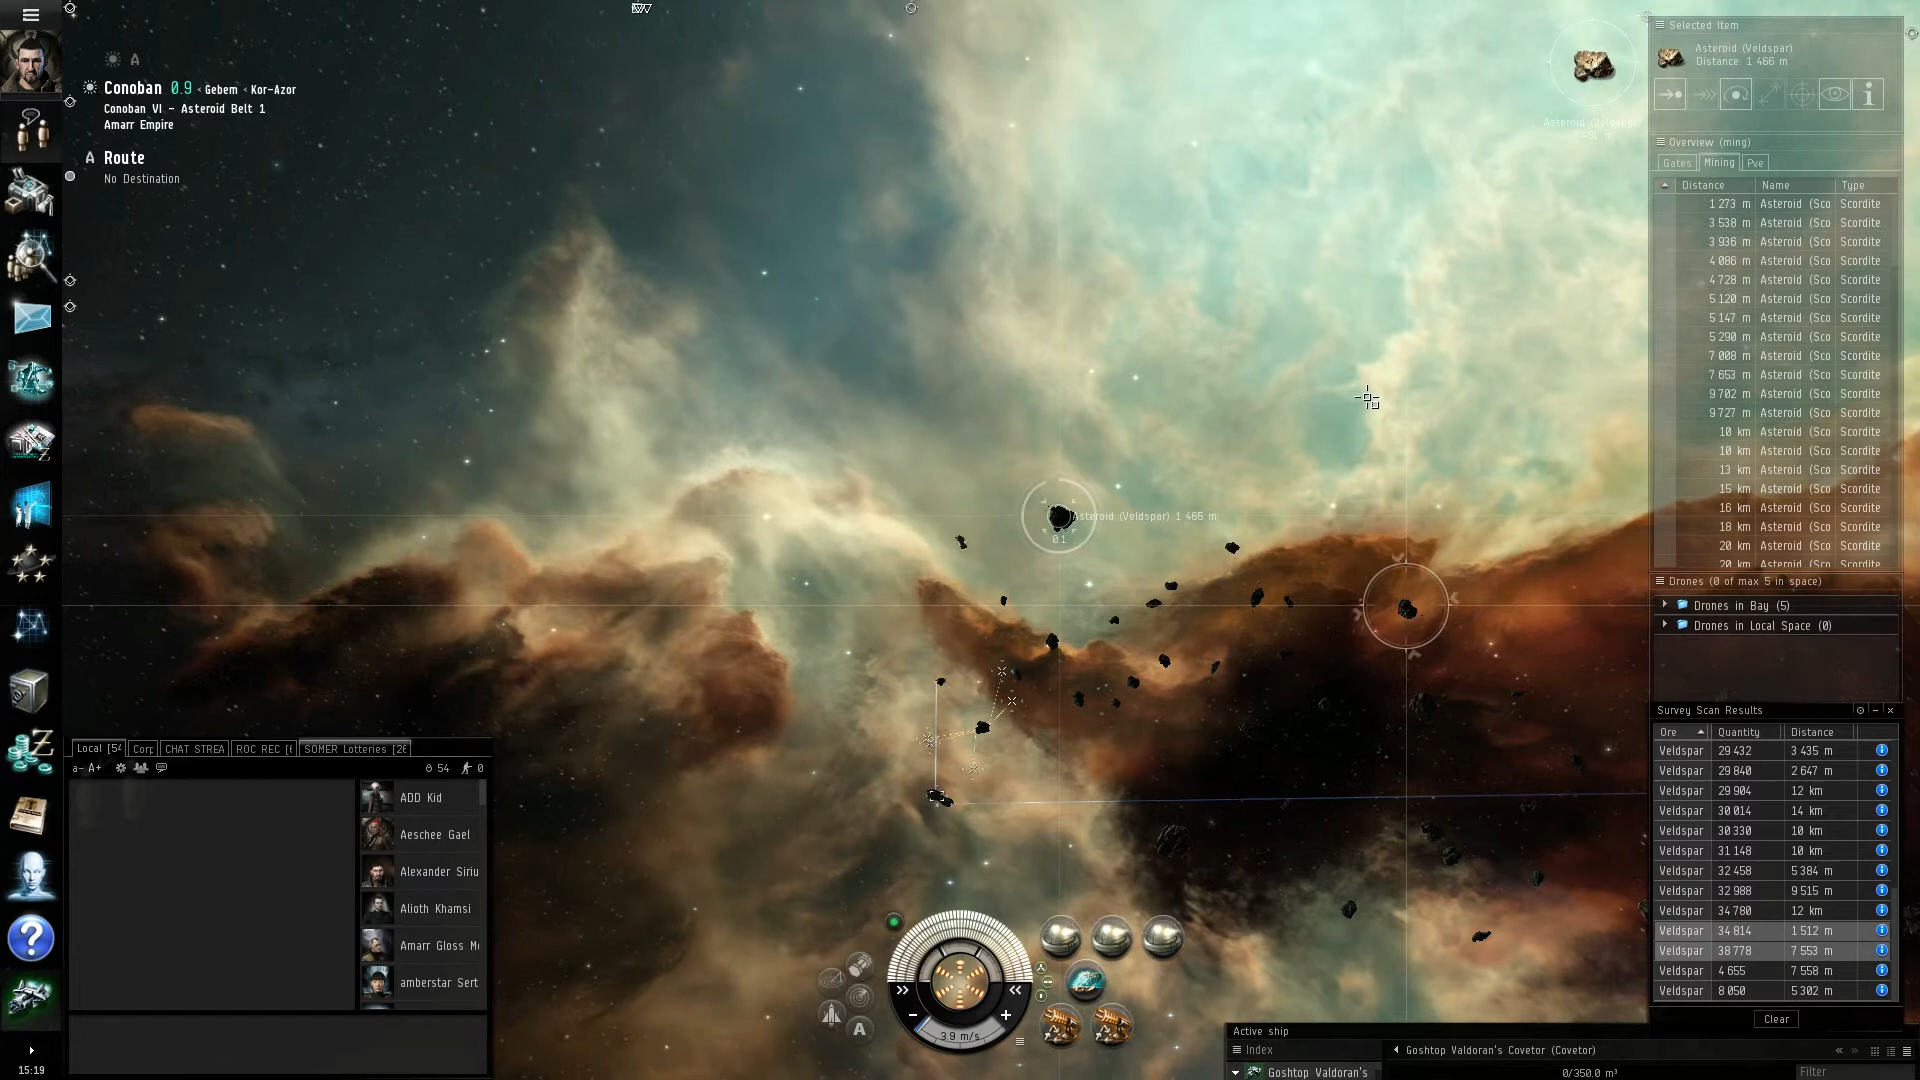 Conoban 0.9 < Gebem < Kor-Azor
Conoban VI - Asteroid Belt 1
Amarr Empire
A Route
No Destination
Selected Item
Asteroid (Veldspar)
Distance: 1 466 m
Overview (ming)
Gates Mining Pve
Distance Name Type
1 273 m Asteroid (Sco Scordite
3 538 m Asteroid (Sco Scordite
3 936 m Asteroid (Sco Scordite
4 086 m Asteroid (Sco Scordite
4 728 m Asteroid (Sco Scordite
5 120 m Asteroid (Sco Scordite
5 147 m Asteroid (Sco Scordite
5 290 m Asteroid (Sco Scordite
7 008 m Asteroid (Sco Scordite
7 653 m Asteroid (Sco Scordite
9 702 m Asteroid (Sco Scordite
9 727 m Asteroid (Sco Scordite
10 km Asteroid (Sco Scordite
10 km Asteroid (Sco Scordite
13 km Asteroid (Sco Scordite
15 km Asteroid (Sco Scordite
16 km Asteroid (Sco Scordite
18 km Asteroid (Sco Scordite
20 km Asteroid (Sco Scordite
20 km Asteroid (Sco Scordite
Asteroid (Veldspar) 1 465 m
0.1
Drones (0 of max 5 in space)
Drones in Bay (5)
Drones in Local Space (0)
Survey Scan Results
Ore Quantity Distance
Veldspar 29 432 3 435 m
Veldspar 29 840 2 647 m
Veldspar 29 904 12 km
Veldspar 30 014 14 km
Veldspar 30 330 10 km
Veldspar 31 148 10 km
Veldspar 32 458 5 384 m
Veldspar 32 988 9 515 m
Veldspar 34 780 12 km
Veldspar 34 814 1 512 m
Veldspar 38 778 7 553 m
Veldspar 4 655 7 558 m
Veldspar 8 050 5 302 m
Clear
Local [54 Corp CHAT STREA ROC REC [6 SOMER Lotteries [26
a- A+ 54 0
ADD Kid
Aeschee Gael
Alexander Siriu
Alioth Khamsi
Amarr Gloss M
amberstar Sert
3.9 m/s
A
15:19
Active ship
Index
Goshtop Valdoran's Covetor (Covetor)
Goshtop Valdoran's
0/350.0 m³
Filter